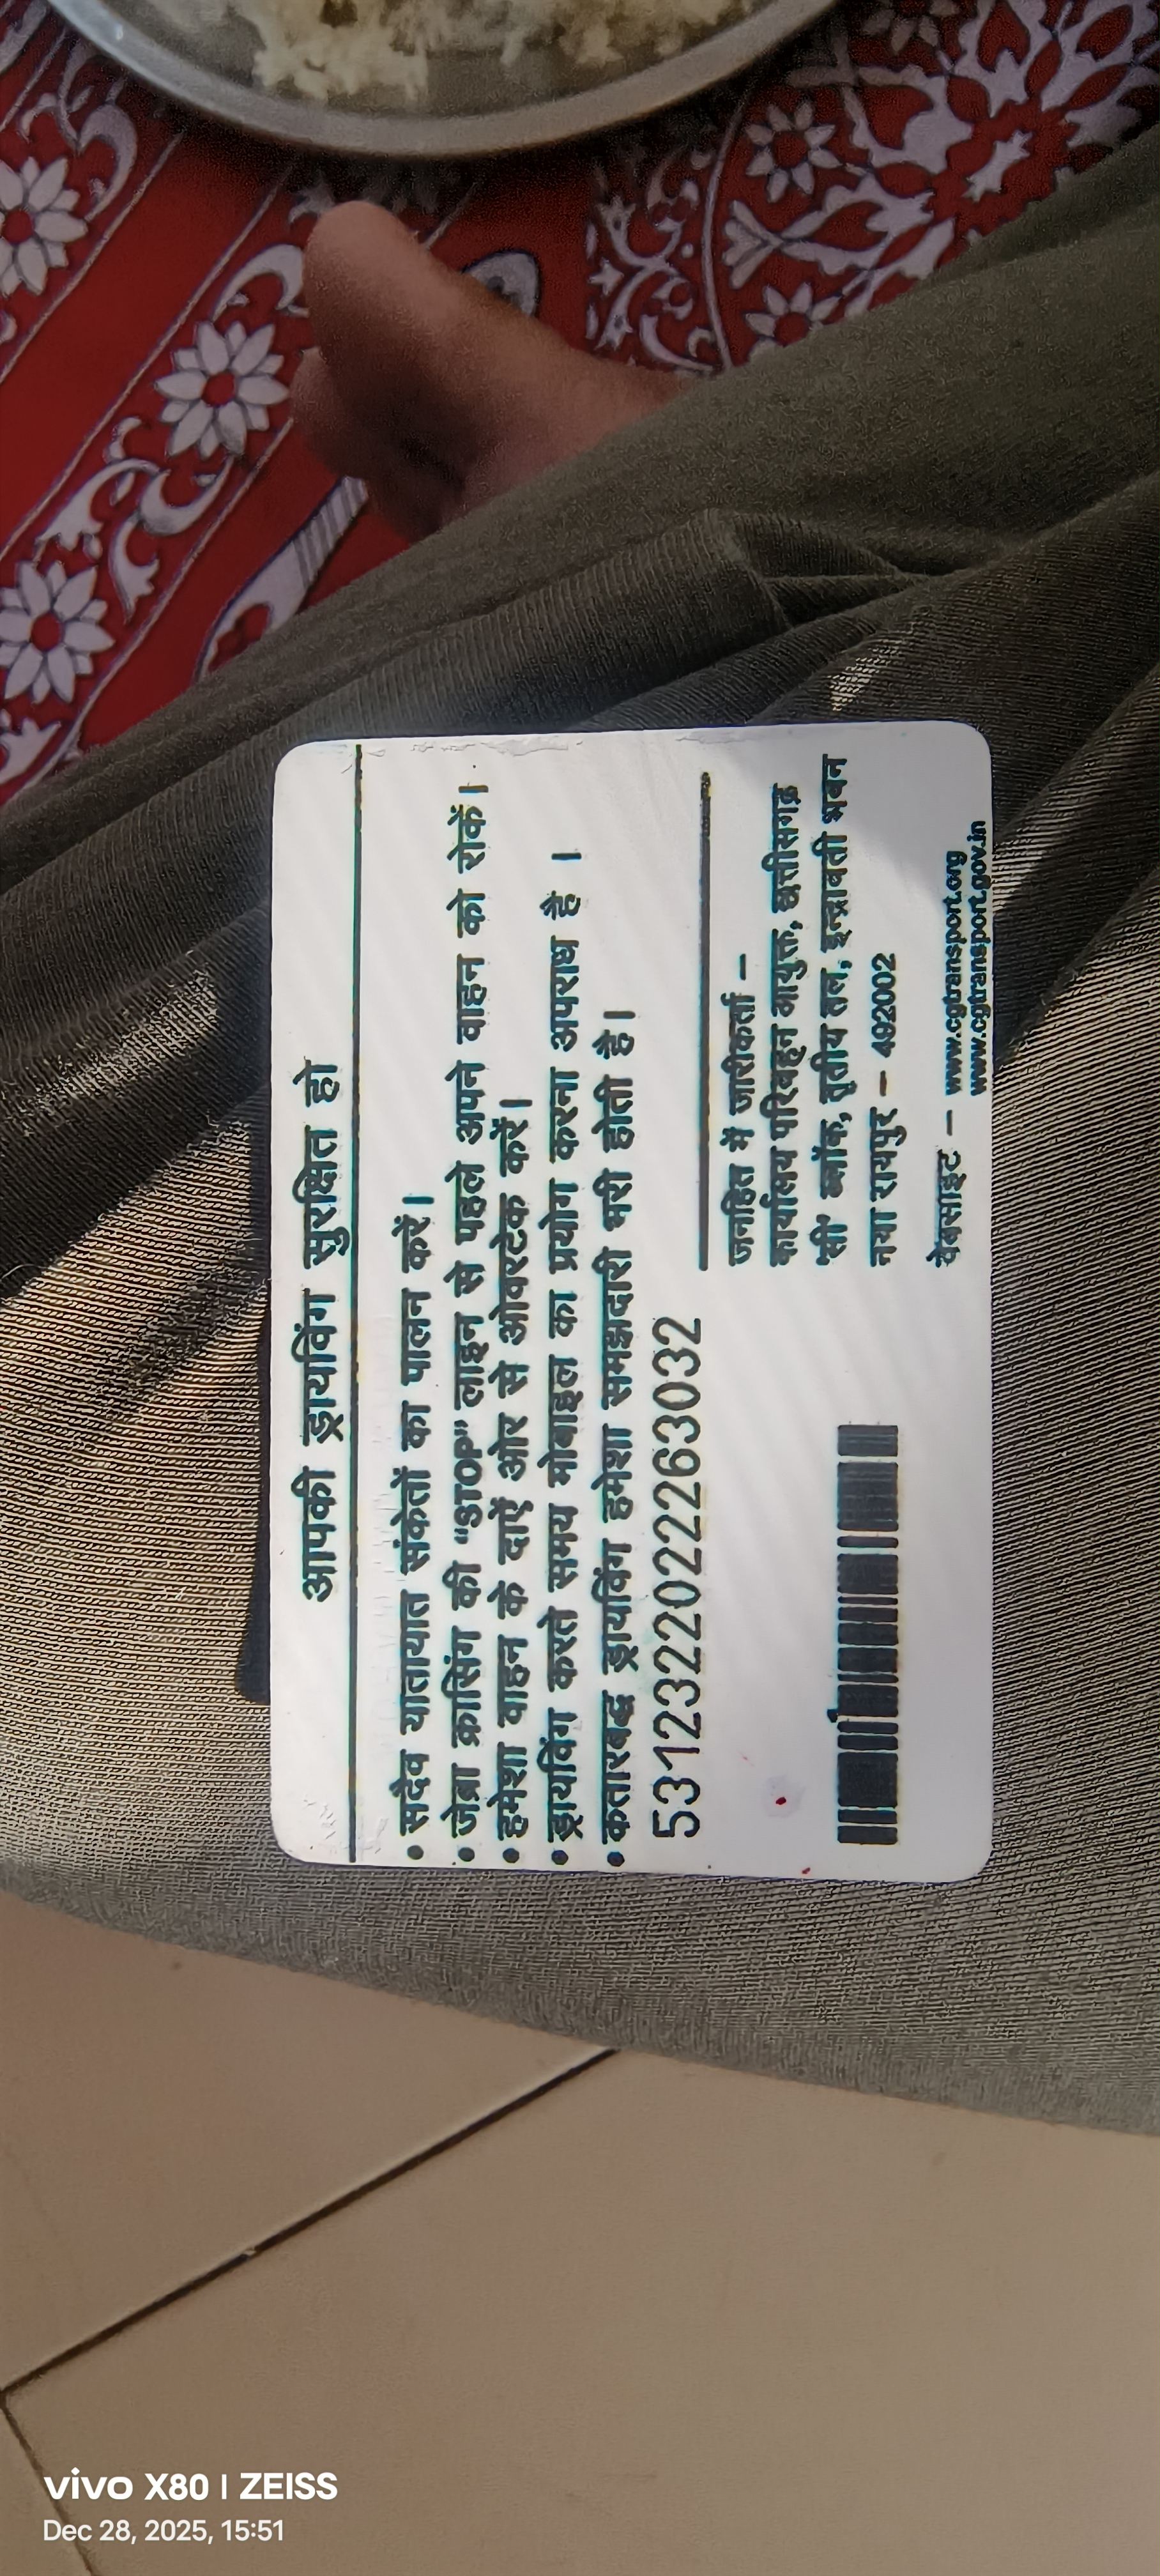 आपकी ड्रायविंग सुरक्षित हो
• सदैव यातायात संकेतों का पालन करें।
• जेब्रा क्रासिंग की "STOP" लाइन से पहले अपने वाहन को रोकें।
• हमेशा वाहन के दाऐं ओर से ओवरटेक करें।
• ड्रायविंग करते समय मोबाइल का प्रयोग करना अपराध है ।
• कतारबद्ध ड्रायविंग हमेशा समझदारी भरी होती है।
5312322022263032
जनहित में जारीकर्ता –
कार्यालय परिवहन आयुक्त, छत्तीसगढ़
'सी' ब्लॉक, तृतीय तल, इन्द्रावती भवन
नया रायपुर – 492002
वेबसाइट – www.cgtransport.org
www.cgtransport.gov.in
vivo X80 | ZEISS
Dec 28, 2025, 15:51